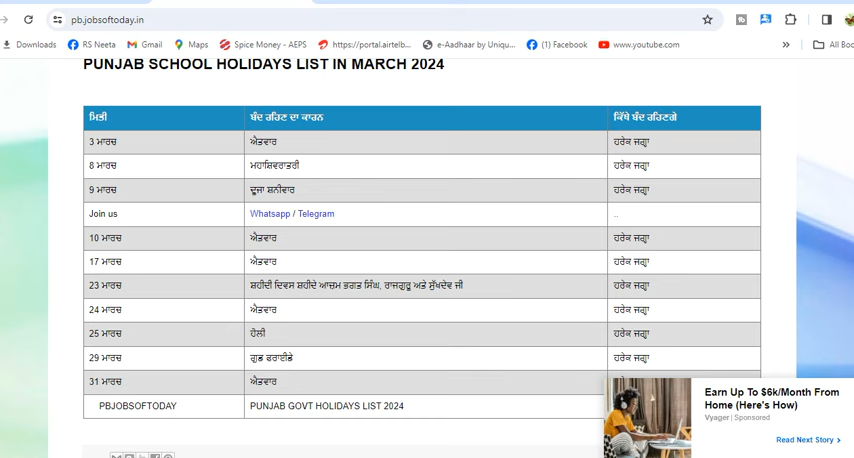 pb.jobsoftoday.in
Downloads RS Neeta Gmail Maps Spice Money - AEPS https://portal.airtelb... e-Aadhaar by Uniqu... (1) Facebook www.youtube.com » All Boo
PUNJAB SCHOOL HOLIDAYS LIST IN MARCH 2024
ਮਿਤੀ ਬੰਦ ਰਹਿਣ ਦਾ ਕਾਰਨ ਕਿੱਥੇ ਬੰਦ ਰਹਿਣਗੇ
3 ਮਾਰਚ ਐਤਵਾਰ ਹਰੇਕ ਜਗ੍ਹਾ
8 ਮਾਰਚ ਮਹਾਸ਼ਿਵਰਾਤਰੀ ਹਰੇਕ ਜਗ੍ਹਾ
9 ਮਾਰਚ ਦੂਜਾ ਸ਼ਨੀਵਾਰ ਹਰੇਕ ਜਗ੍ਹਾ
Join us Whatsapp / Telegram ..
10 ਮਾਰਚ ਐਤਵਾਰ ਹਰੇਕ ਜਗ੍ਹਾ
17 ਮਾਰਚ ਐਤਵਾਰ ਹਰੇਕ ਜਗ੍ਹਾ
23 ਮਾਰਚ ਸ਼ਹੀਦੀ ਦਿਵਸ ਸ਼ਹੀਦੇ ਆਜ਼ਮ ਭਗਤ ਸਿੰਘ, ਰਾਜਗੁਰੂ ਅਤੇ ਸੁੱਖਦੇਵ ਜੀ ਹਰੇਕ ਜਗ੍ਹਾ
24 ਮਾਰਚ ਐਤਵਾਰ ਹਰੇਕ ਜਗ੍ਹਾ
25 ਮਾਰਚ ਹੋਲੀ ਹਰੇਕ ਜਗ੍ਹਾ
29 ਮਾਰਚ ਗੁਡ ਫਰਾਈਡੇ ਹਰੇਕ ਜਗ੍ਹਾ
31 ਮਾਰਚ ਐਤਵਾਰ
PBJOBSOFTODAY PUNJAB GOVT HOLIDAYS LIST 2024
Earn Up To $6k/Month From
Home (Here's How)
Vyager | Sponsored
Read Next Story